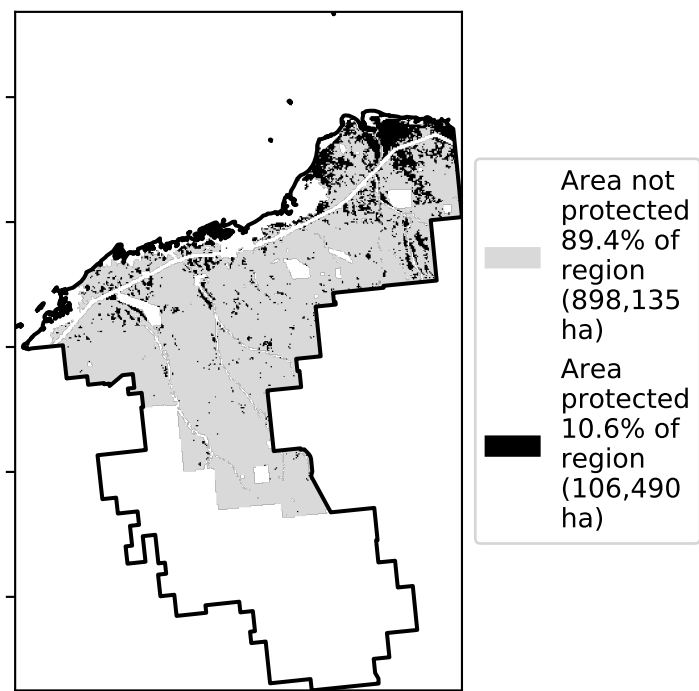 Area not
protected
89.4% of
region
(898,135
ha)
Area
protected
10.6% of
region
(106,490
ha)